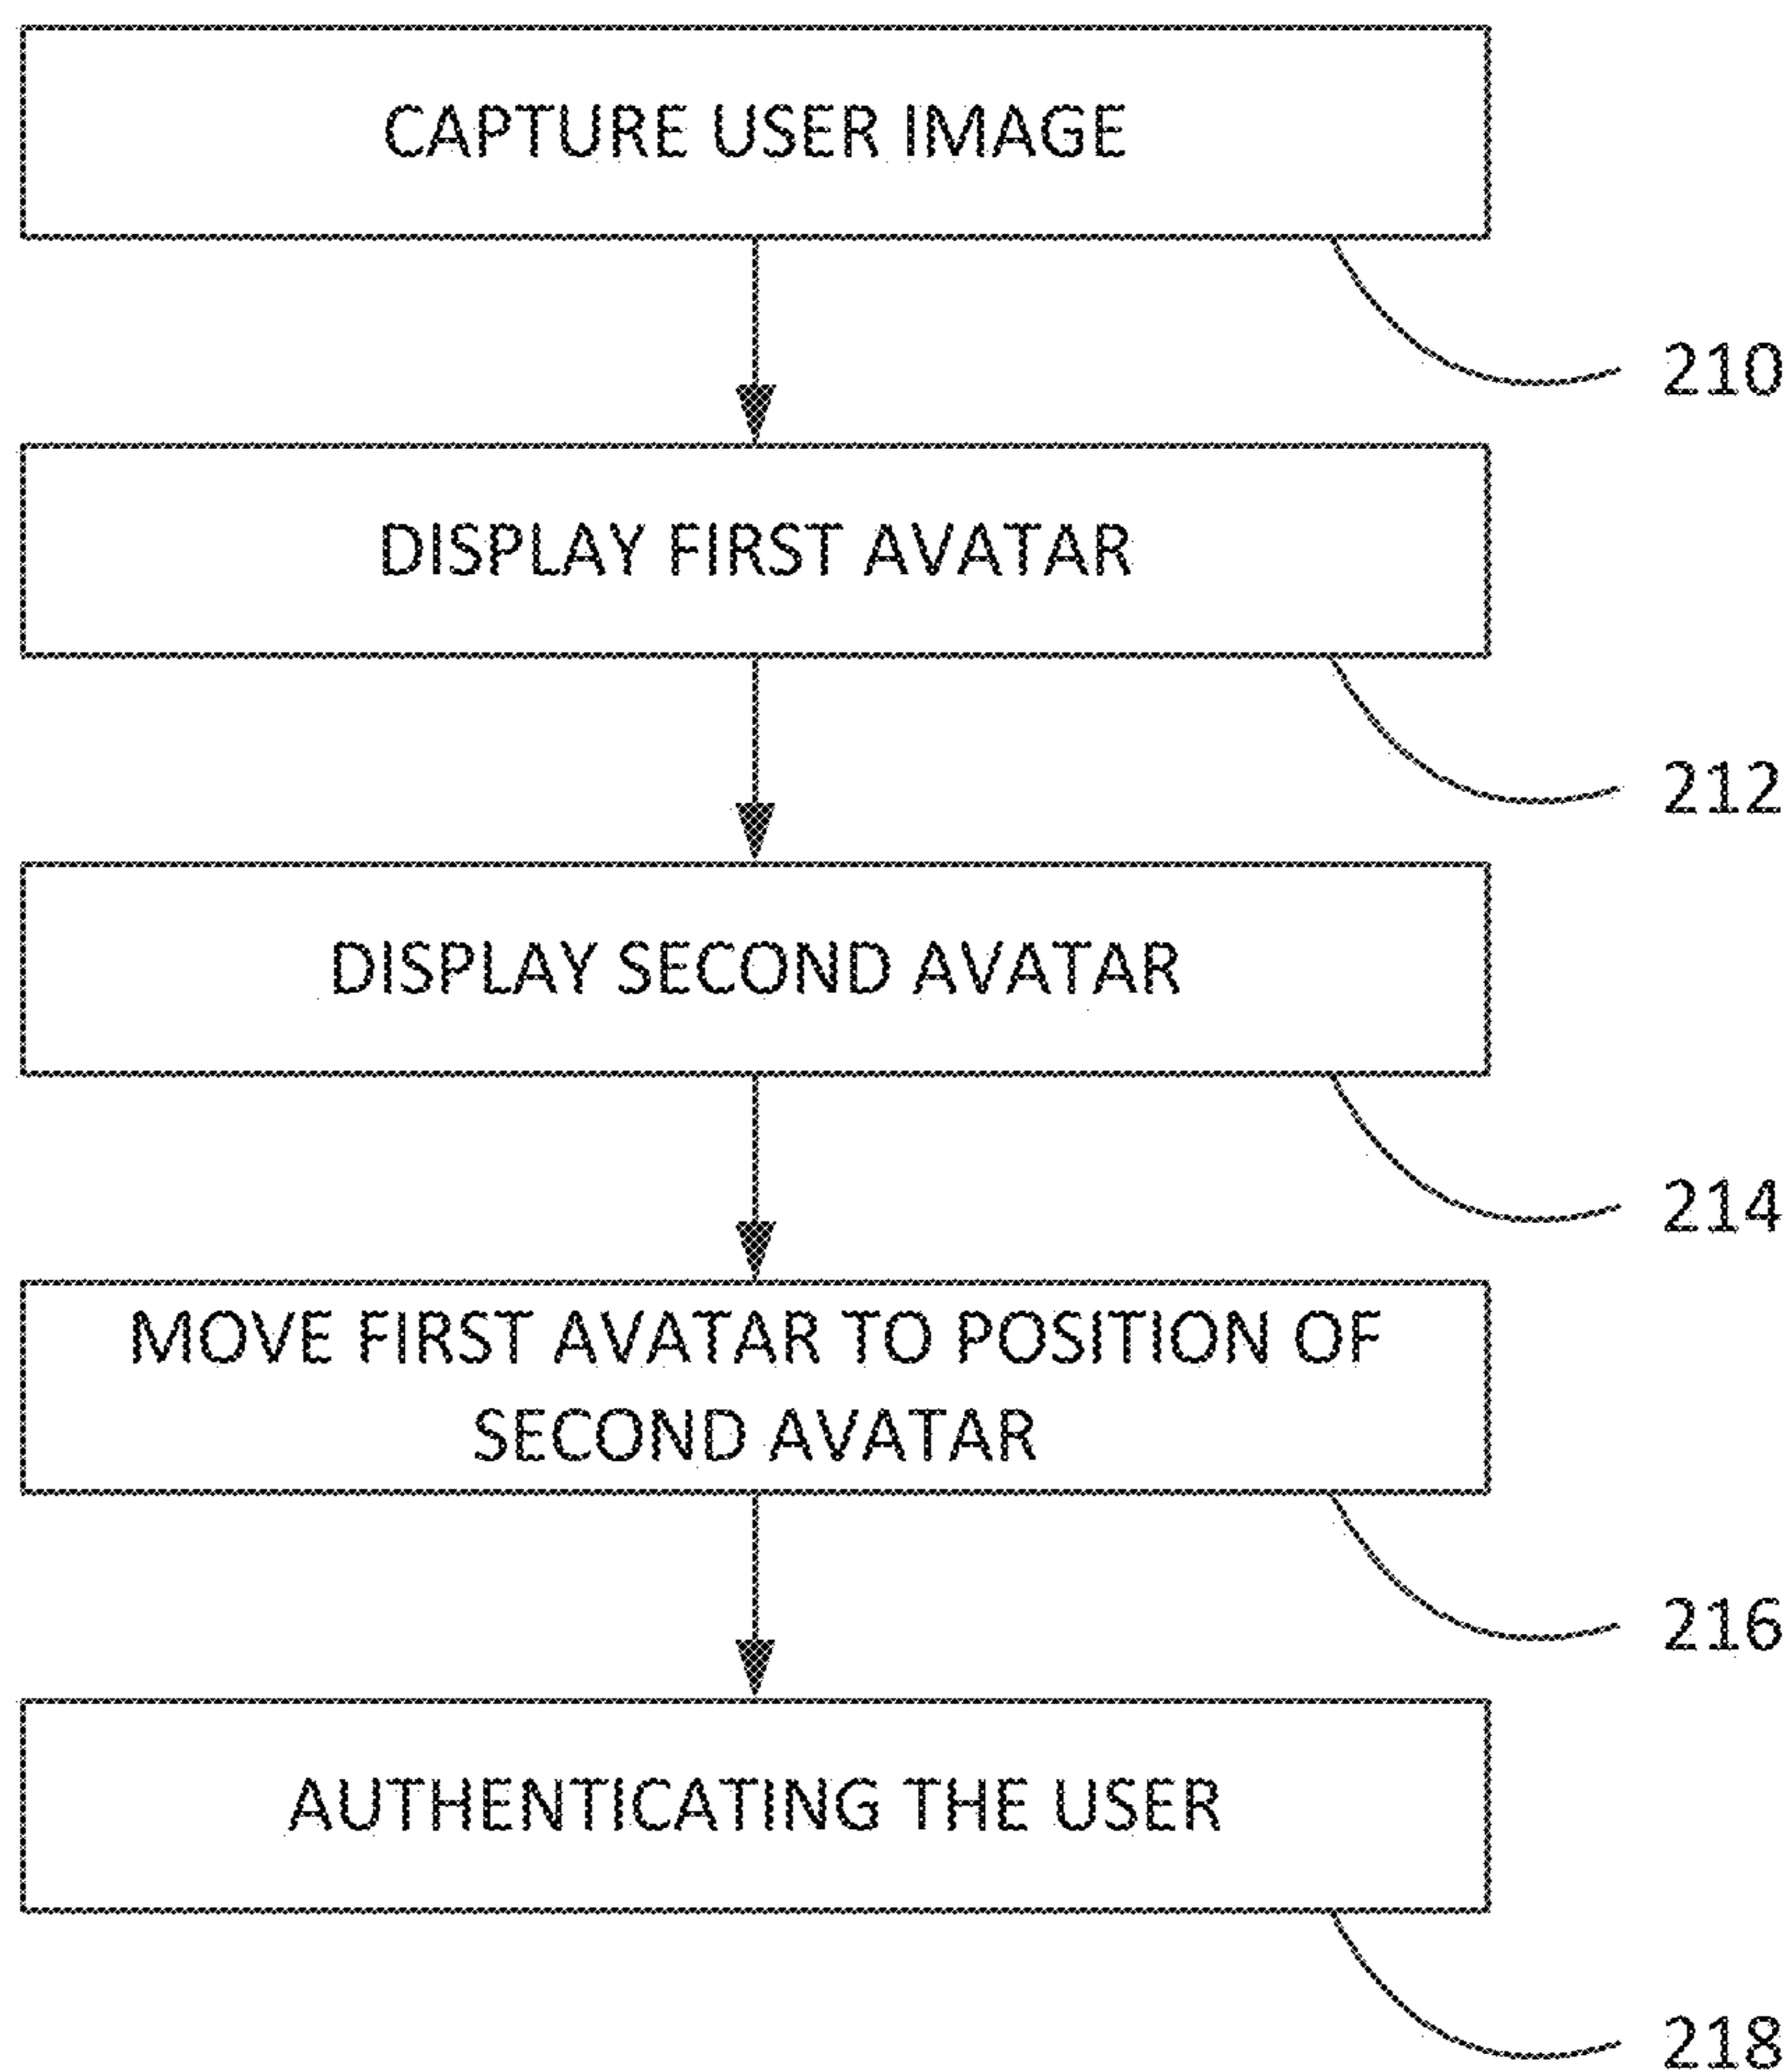 CAPTURE USER IMAGE
210
DISPLAY FIRST AVATAR
212
DISPLAY SECOND AVATAR
214
MOVE FIRST AVATAR TO POSITION OF
SECOND AVATAR
216
AUTHENTICATING THE USER
218